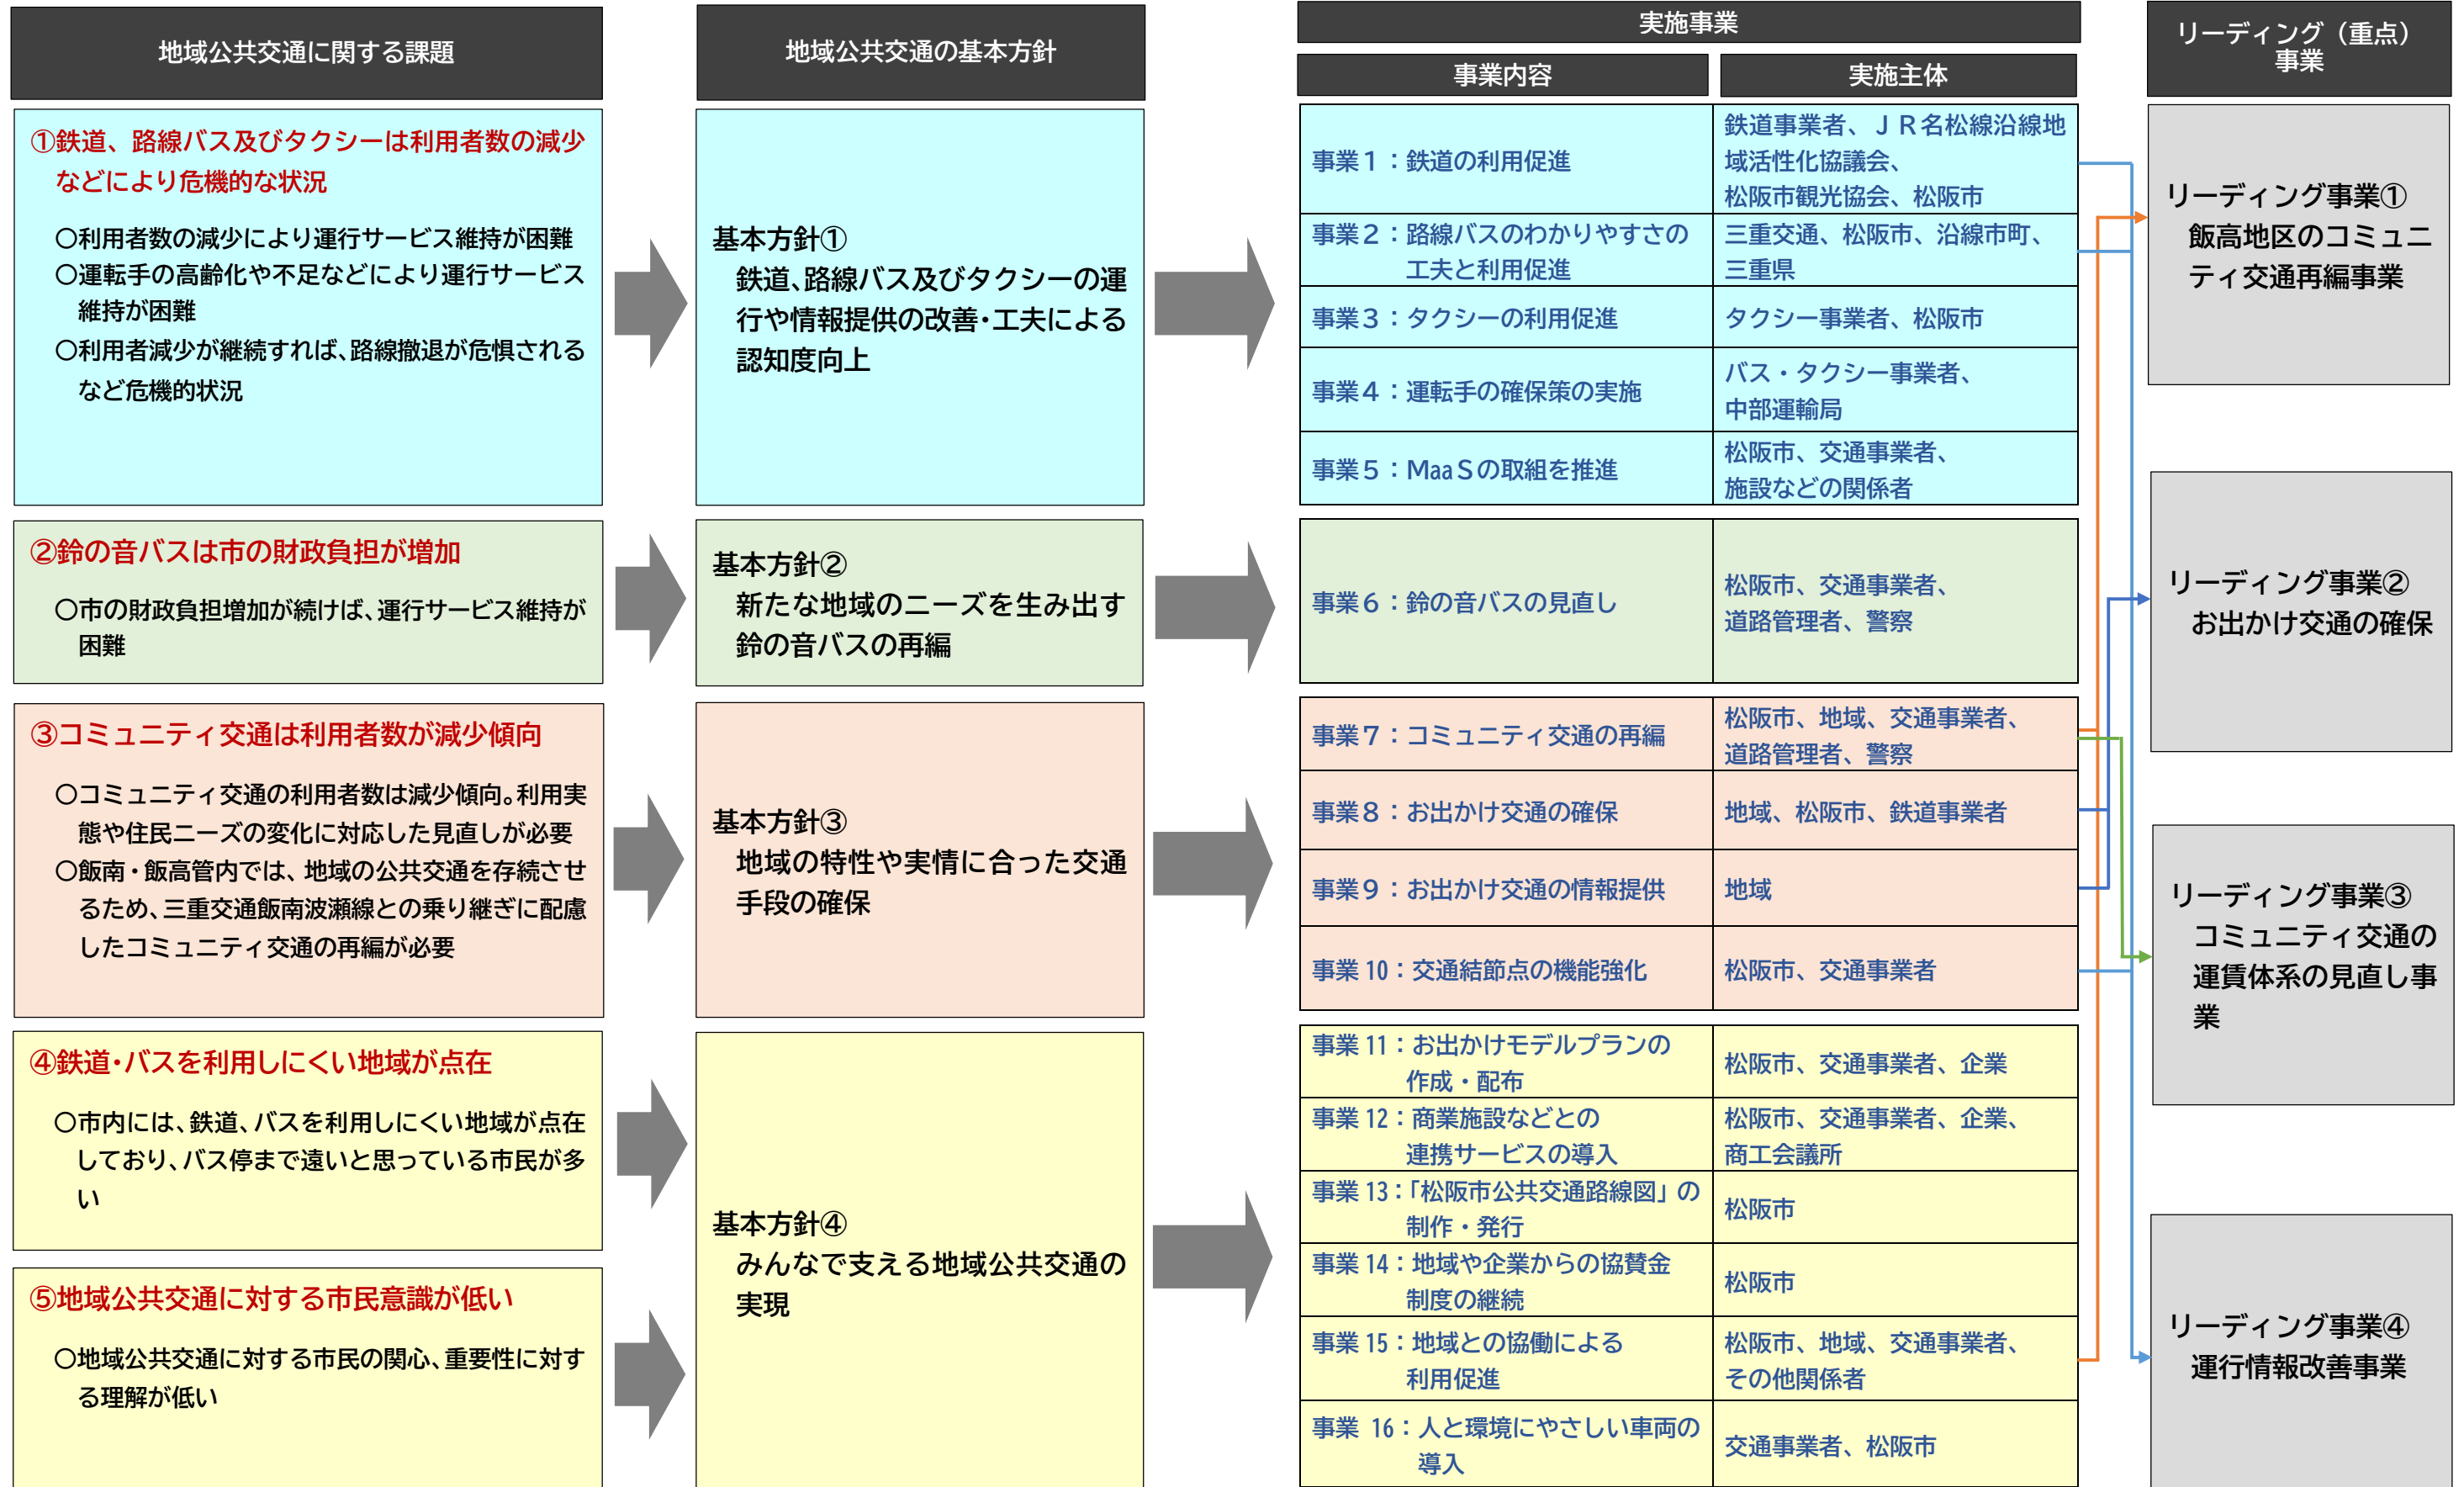 地域公共交通に関する課題
地域公共交通の基本方針
実施事業
事業内容
実施主体
リーディング（重点）
事業
①鉄道、路線バス及びタクシーは利用者数の減少
などにより危機的な状況
〇利用者数の減少により運行サービス維持が困難
〇運転手の高齢化や不足などにより運行サービス
維持が困難
〇利用者減少が継続すれば、路線撤退が危惧される
など危機的状況
基本方針①
鉄道、路線バス及びタクシーの運
行や情報提供の改善・工夫による
認知度向上
事業１：鉄道の利用促進
鉄道事業者、ＪＲ名松線沿線地
域活性化協議会、
松阪市観光協会、松阪市
事業２：路線バスのわかりやすさの
工夫と利用促進
三重交通、松阪市、沿線市町、
三重県
事業３：タクシーの利用促進
タクシー事業者、松阪市
事業４：運転手の確保策の実施
バス・タクシー事業者、
中部運輸局
事業５：ＭaaＳの取組を推進
松阪市、交通事業者、
施設などの関係者
②鈴の音バスは市の財政負担が増加
〇市の財政負担増加が続けば、運行サービス維持が
困難
基本方針②
新たな地域のニーズを生み出す
鈴の音バスの再編
事業６：鈴の音バスの見直し
松阪市、交通事業者、
道路管理者、警察
③コミュニティ交通は利用者数が減少傾向
〇コミュニティ交通の利用者数は減少傾向。利用実
態や住民ニーズの変化に対応した見直しが必要
〇飯南・飯高管内では、地域の公共交通を存続させ
るため、三重交通飯南波瀬線との乗り継ぎに配慮
したコミュニティ交通の再編が必要
基本方針③
地域の特性や実情に合った交通
手段の確保
事業７：コミュニティ交通の再編
松阪市、地域、交通事業者、
道路管理者、警察
事業８：お出かけ交通の確保
地域、松阪市、鉄道事業者
事業９：お出かけ交通の情報提供
地域
事業 10：交通結節点の機能強化
松阪市、交通事業者
④鉄道・バスを利用しにくい地域が点在
〇市内には、鉄道、バスを利用しにくい地域が点在
しており、バス停まで遠いと思っている市民が多
い
⑤地域公共交通に対する市民意識が低い
〇地域公共交通に対する市民の関心、重要性に対す
る理解が低い
基本方針④
みんなで支える地域公共交通の
実現
事業 11：お出かけモデルプランの
作成・配布
松阪市、交通事業者、企業
事業 12：商業施設などとの
連携サービスの導入
松阪市、交通事業者、企業、
商工会議所
事業 13：「松阪市公共交通路線図」の
制作・発行
松阪市
事業 14：地域や企業からの協賛金
制度の継続
松阪市
事業 15：地域との協働による
利用促進
松阪市、地域、交通事業者、
その他関係者
事業 16：人と環境にやさしい車両の
導入
交通事業者、松阪市
リーディング事業①
飯高地区のコミュニ
ティ交通再編事業
リーディング事業②
お出かけ交通の確保
リーディング事業③
コミュニティ交通の
運賃体系の見直し事
業
リーディング事業④
運行情報改善事業